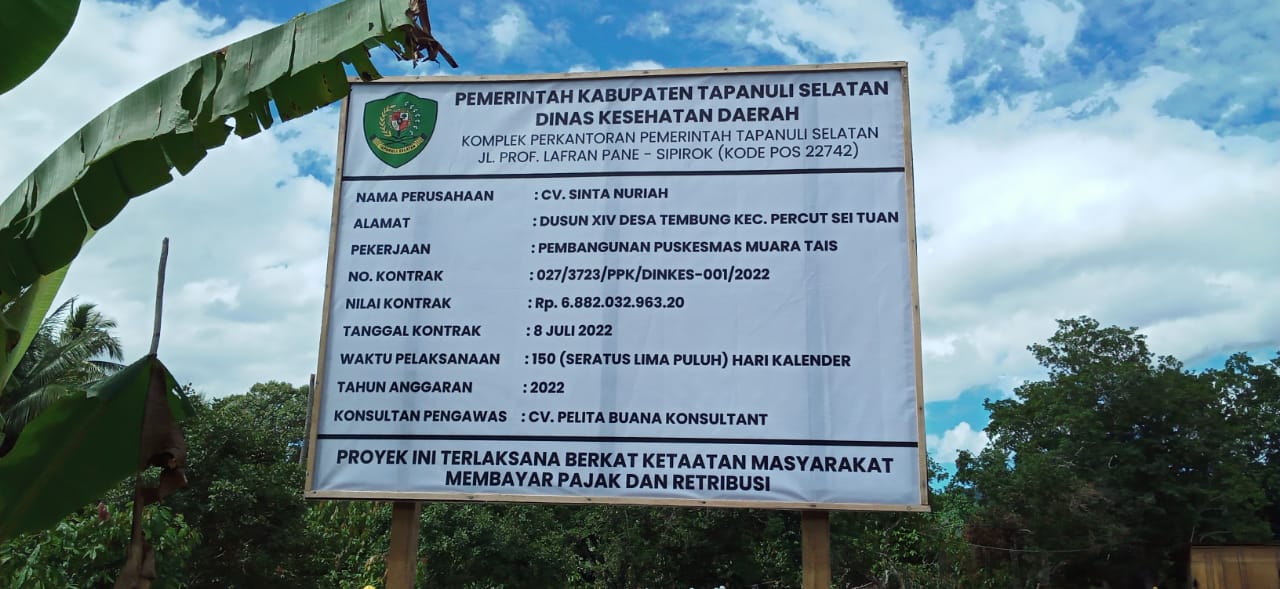 PEMERINTAH KABUPATEN TAPANULI SELATAN
DINAS KESEHATAN DAERAH
KOMPLEK PERKANTORAN PEMERINTAH TAPANULI SELATAN
JL. PROF. LAFRAN PANE - SIPIROK (KODE POS 22742)
NAMA PERUSAHAAN : CV. SINTA NURIAH
ALAMAT : DUSUN XIV DESA TEMBUNG KEC. PERCUT SEI TUAN
PEKERJAAN : PEMBANGUNAN PUSKESMAS MUARA TAIS
NO. KONTRAK : 027/3723/PPK/DINKES-001/2022
NILAI KONTRAK : Rp. 6.882.032.963.20
TANGGAL KONTRAK : 8 JULI 2022
WAKTU PELAKSANAAN : 150 (SERATUS LIMA PULUH) HARI KALENDER
TAHUN ANGGARAN : 2022
KONSULTAN PENGAWAS : CV. PELITA BUANA KONSULTANT
PROYEK INI TERLAKSANA BERKAT KETAATAN MASYARAKAT
MEMBAYAR PAJAK DAN RETRIBUSI